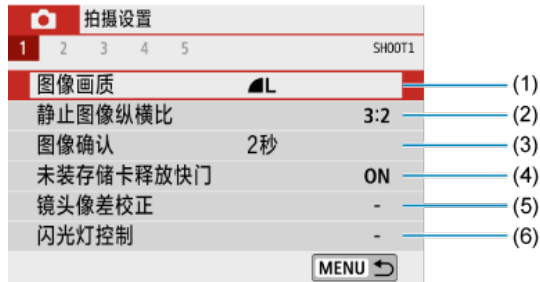 拍摄设置
1 2 3 4 5 SHOOT1
图像画质 L (1)
静止图像纵横比 3:2 (2)
图像确认 2秒 (3)
未装存储卡释放快门 ON (4)
镜头像差校正 - (5)
闪光灯控制 - (6)
MENU